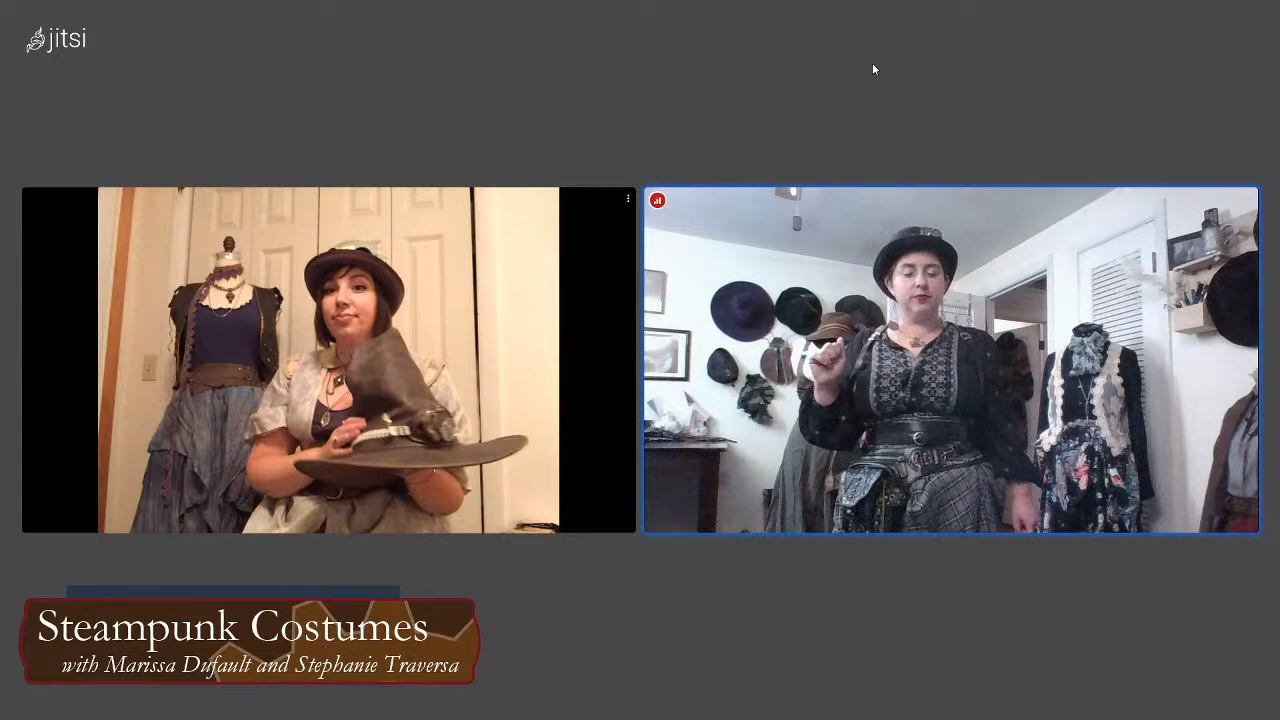 jitsi
Steampunk Costumes
with Marissa Dufault and Stephanie Traversa